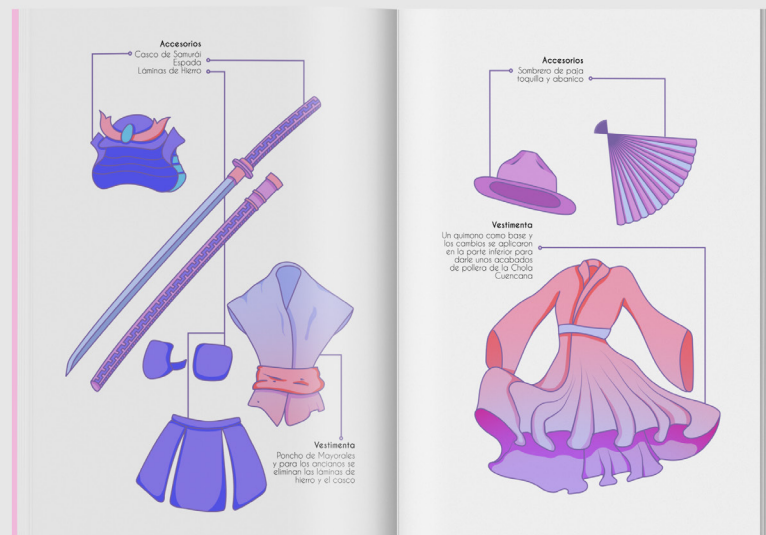 Accesorios
Casco de Samurái
Espada
Láminas de Hierro
Vestimenta
Poncho de Mayorales
y para los ancianos se
eliminan las láminas de
hierro y el casco
Accesorios
Sombrero de paja
toquilla y abanico
Vestimenta
Un quimono como base y
los cambios se aplicaron
en la parte inferior para
darle unos acabados
de pollera de la Chola
Cuencana